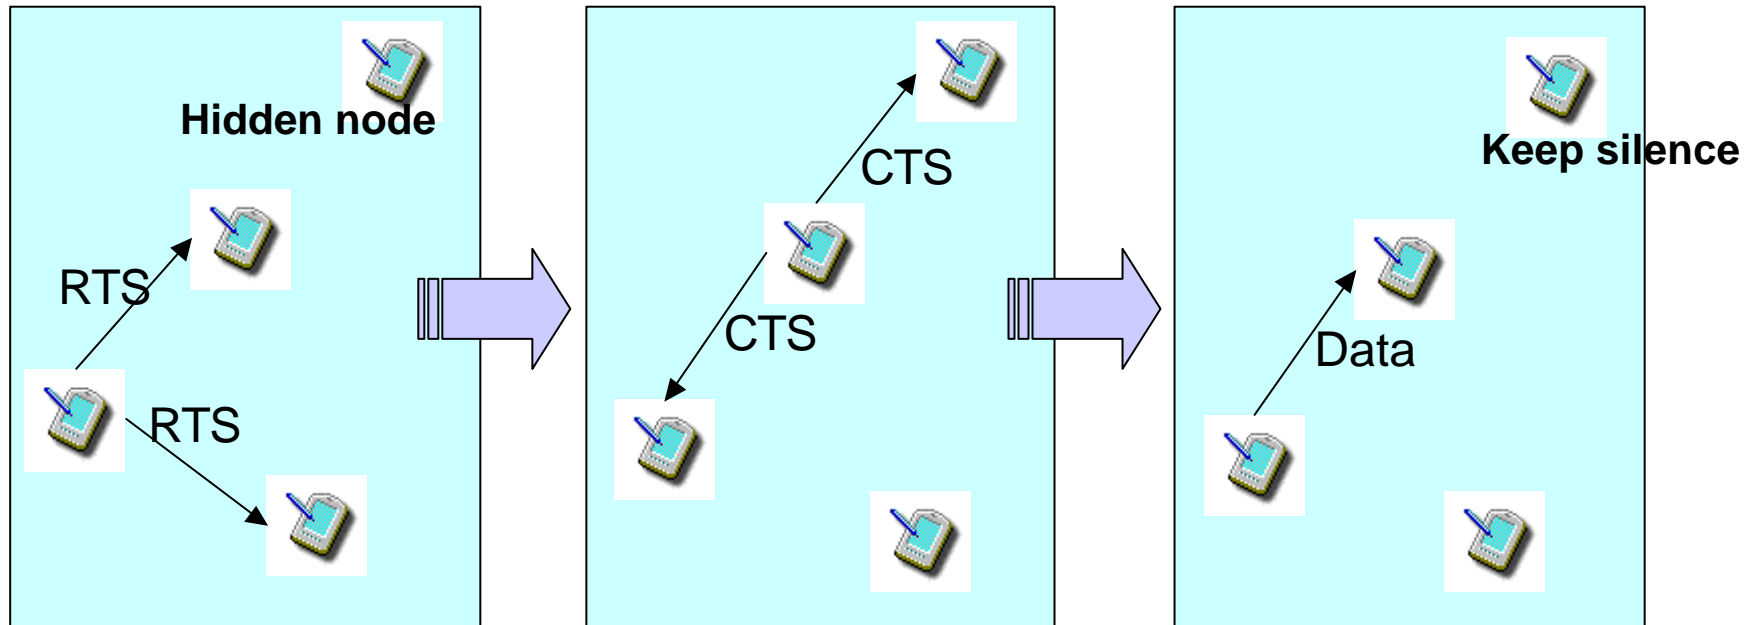 Hidden node
RTS
RTS
CTS
CTS
Keep silence
Data